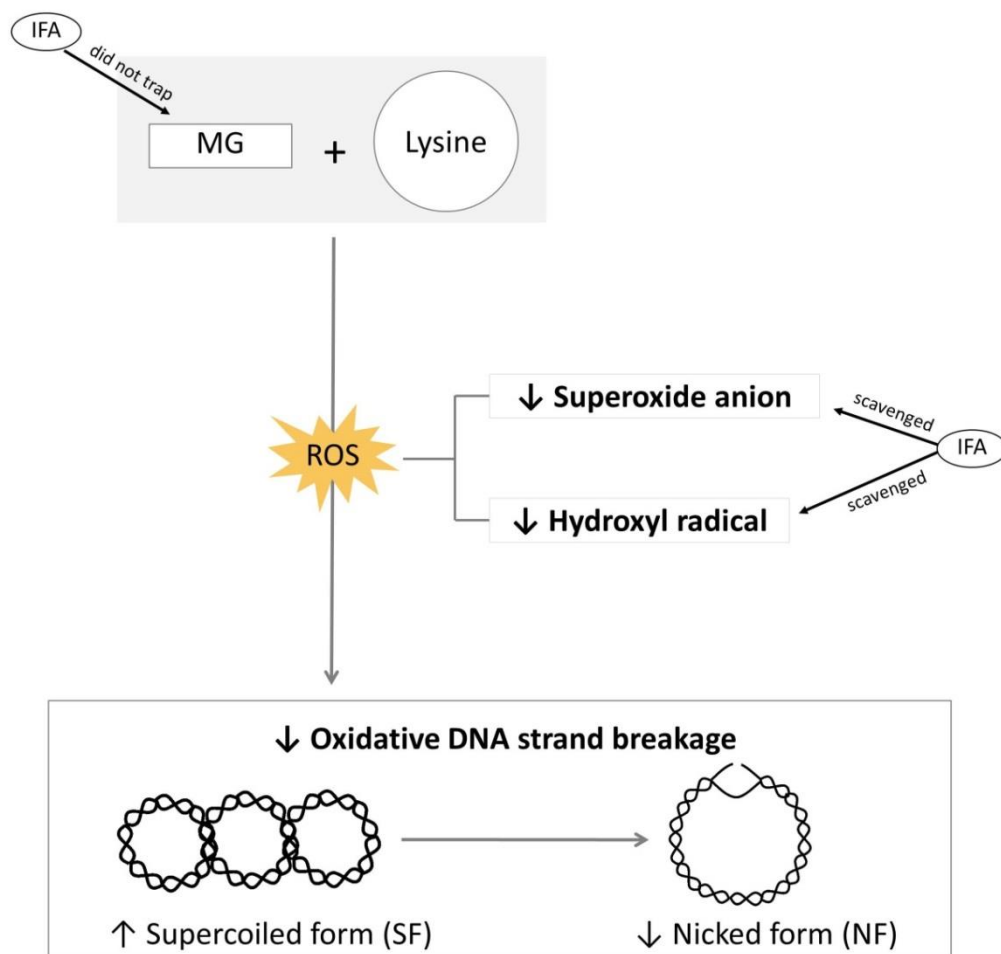 IFA
did not trap
MG
+
Lysine
ROS
↓ Superoxide anion
↓ Hydroxyl radical
scavenged
IFA
scavenged
↓ Oxidative DNA strand breakage
↑ Supercoiled form (SF)
↓ Nicked form (NF)